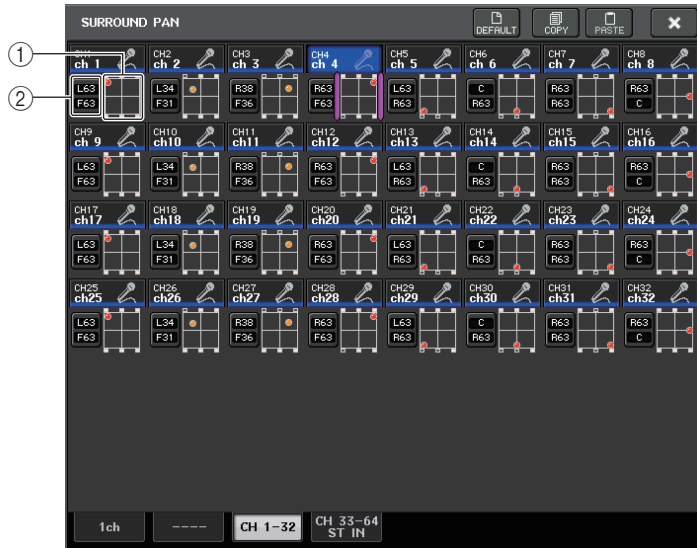 SURROUND PAN DEFAULT COPY PASTE
①
②
CH1 CH2 CH3 CH4 CH5 CH6 CH7 CH8
ch 1 ch 2 ch 3 ch 4 ch 5 ch 6 ch 7 ch 8
L63 L34 R38 R63 L63 C R63 R63
F63 F31 F36 F63 R63 R63 R63 C
CH9 CH10 CH11 CH12 CH13 CH14 CH15 CH16
ch 9 ch10 ch11 ch12 ch13 ch14 ch15 ch16
L63 L34 R38 R63 L63 C R63 R63
F63 F31 F36 F63 R63 R63 R63 C
CH17 CH18 CH19 CH20 CH21 CH22 CH23 CH24
ch17 ch18 ch19 ch20 ch21 ch22 ch23 ch24
L63 L34 R38 R63 L63 C R63 R63
F63 F31 F36 F63 R63 R63 R63 C
CH25 CH26 CH27 CH28 CH29 CH30 CH31 CH32
ch25 ch26 ch27 ch28 ch29 ch30 ch31 ch32
L63 L34 R38 R63 L63 C R63 R63
F63 F31 F36 F63 R63 R63 R63 C
1ch ---- CH 1-32 CH 33-64
ST IN